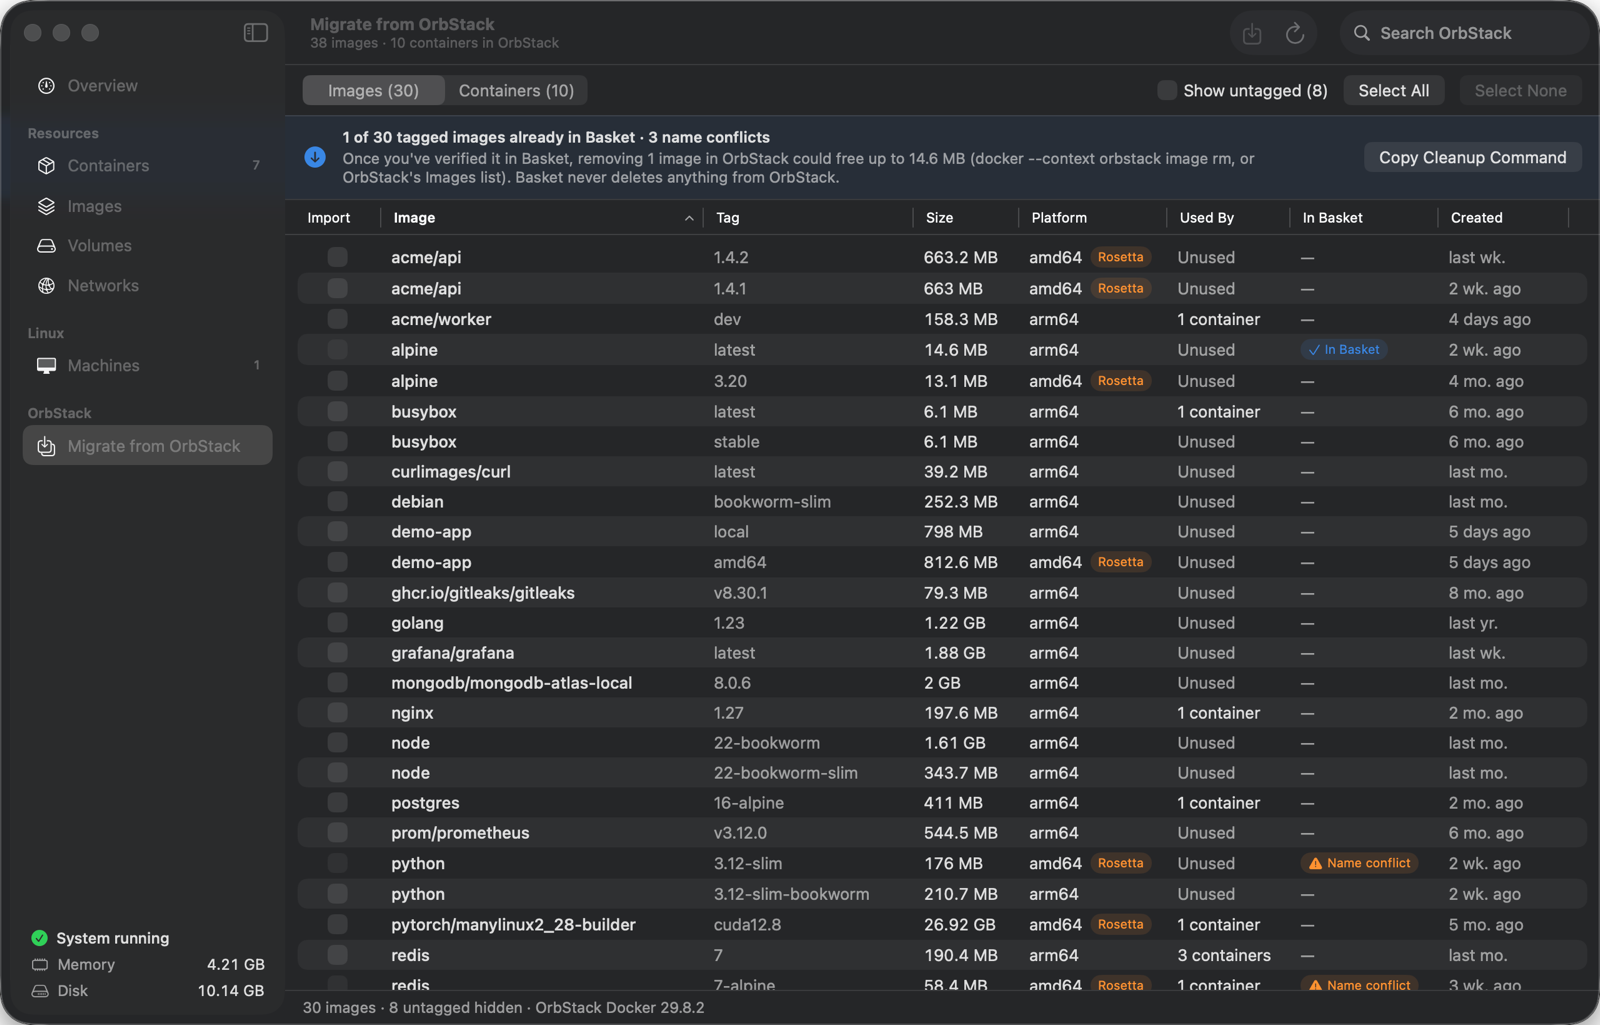 Migrate from OrbStack
38 images · 10 containers in OrbStack
Search OrbStack
Overview
Resources
Containers 7
Images
Volumes
Networks
Linux
Machines 1
OrbStack
Migrate from OrbStack
System running
Memory 4.21 GB
Disk 10.14 GB
Images (30) Containers (10) Show untagged (8) Select All Select None
1 of 30 tagged images already in Basket · 3 name conflicts
Once you've verified it in Basket, removing 1 image in OrbStack could free up to 14.6 MB (docker --context orbstack image rm, or
OrbStack's Images list). Basket never deletes anything from OrbStack.
Copy Cleanup Command
Import Image Tag Size Platform Used By In Basket Created
acme/api 1.4.2 663.2 MB amd64 Rosetta Unused — last wk.
acme/api 1.4.1 663 MB amd64 Rosetta Unused — 2 wk. ago
acme/worker dev 158.3 MB arm64 1 container — 4 days ago
alpine latest 14.6 MB arm64 Unused ✓ In Basket 2 wk. ago
alpine 3.20 13.1 MB amd64 Rosetta Unused — 4 mo. ago
busybox latest 6.1 MB arm64 1 container — 6 mo. ago
busybox stable 6.1 MB arm64 Unused — 6 mo. ago
curlimages/curl latest 39.2 MB arm64 Unused — last mo.
debian bookworm-slim 252.3 MB arm64 Unused — last mo.
demo-app local 798 MB arm64 Unused — 5 days ago
demo-app amd64 812.6 MB amd64 Rosetta Unused — 5 days ago
ghcr.io/gitleaks/gitleaks v8.30.1 79.3 MB arm64 Unused — 8 mo. ago
golang 1.23 1.22 GB arm64 Unused — last yr.
grafana/grafana latest 1.88 GB arm64 Unused — last wk.
mongodb/mongodb-atlas-local 8.0.6 2 GB arm64 Unused — last mo.
nginx 1.27 197.6 MB arm64 1 container — 2 mo. ago
node 22-bookworm 1.61 GB arm64 Unused — last mo.
node 22-bookworm-slim 343.7 MB arm64 Unused — last mo.
postgres 16-alpine 411 MB arm64 1 container — 2 mo. ago
prom/prometheus v3.12.0 544.5 MB arm64 Unused — 6 mo. ago
python 3.12-slim 176 MB amd64 Rosetta Unused Name conflict 2 wk. ago
python 3.12-slim-bookworm 210.7 MB arm64 Unused — 2 wk. ago
pytorch/manylinux2_28-builder cuda12.8 26.92 GB amd64 Rosetta 1 container — 5 mo. ago
redis 7 190.4 MB arm64 3 containers — last mo.
redis 7-alpine 58.4 MB amd64 Rosetta 1 container Name conflict 3 wk. ago
30 images · 8 untagged hidden · OrbStack Docker 29.8.2